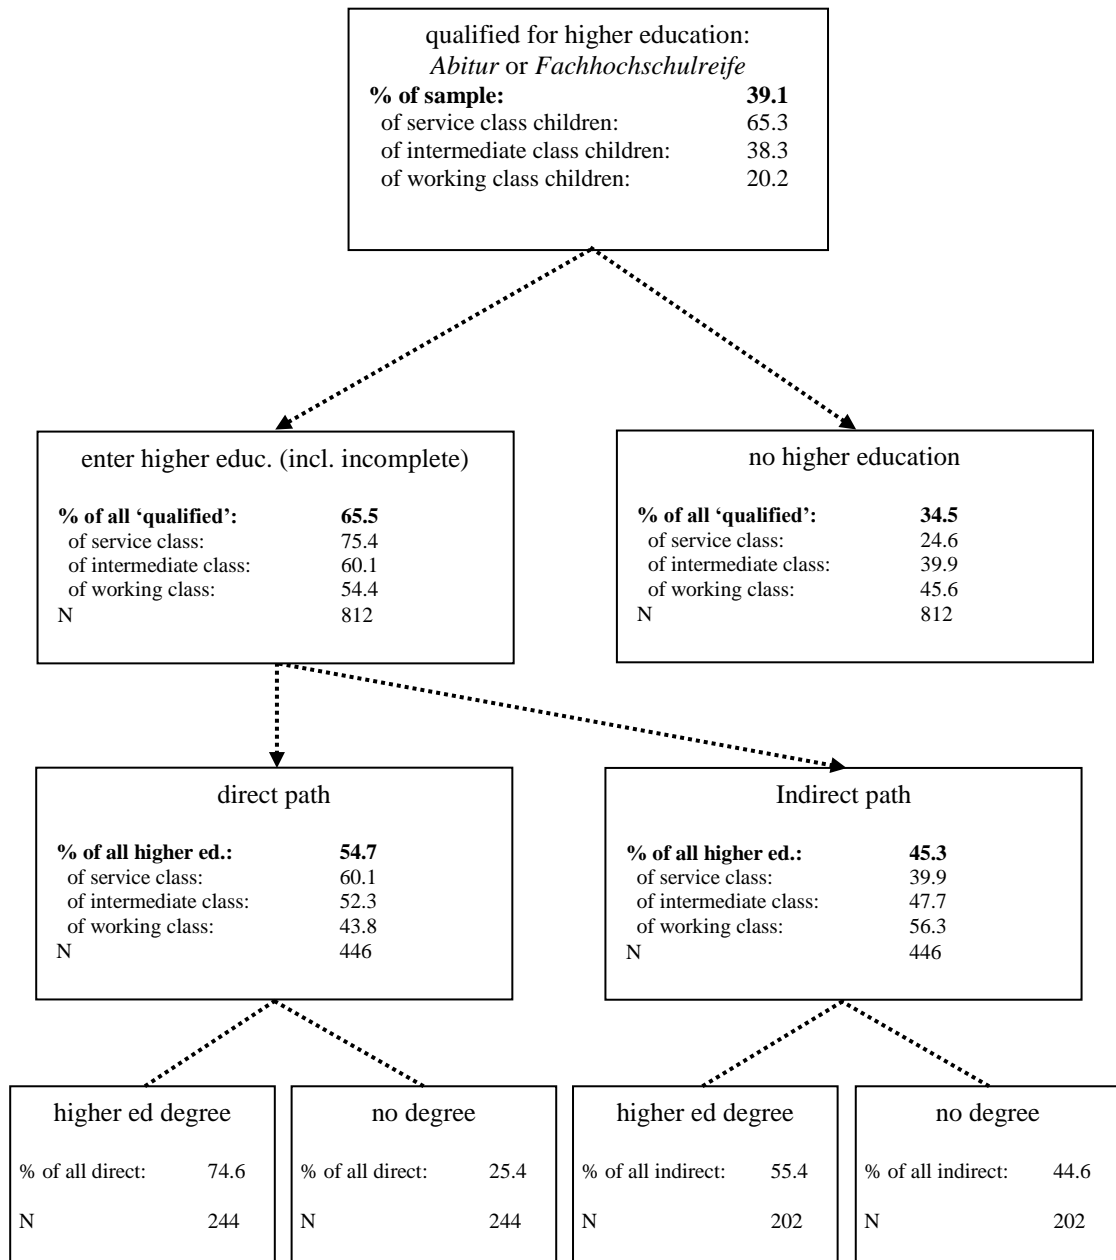 qualified for higher education:
Abitur or Fachhochschulreife
% of sample: 39.1
of service class children: 65.3
of intermediate class children: 38.3
of working class children: 20.2
enter higher educ. (incl. incomplete)
% of all ‘qualified’: 65.5
of service class: 75.4
of intermediate class: 60.1
of working class: 54.4
N 812
no higher education
% of all ‘qualified’: 34.5
of service class: 24.6
of intermediate class: 39.9
of working class: 45.6
N 812
direct path
% of all higher ed.: 54.7
of service class: 60.1
of intermediate class: 52.3
of working class: 43.8
N 446
Indirect path
% of all higher ed.: 45.3
of service class: 39.9
of intermediate class: 47.7
of working class: 56.3
N 446
higher ed degree
% of all direct: 74.6
N 244
no degree
% of all direct: 25.4
N 244
higher ed degree
% of all indirect: 55.4
N 202
no degree
% of all indirect: 44.6
N 202